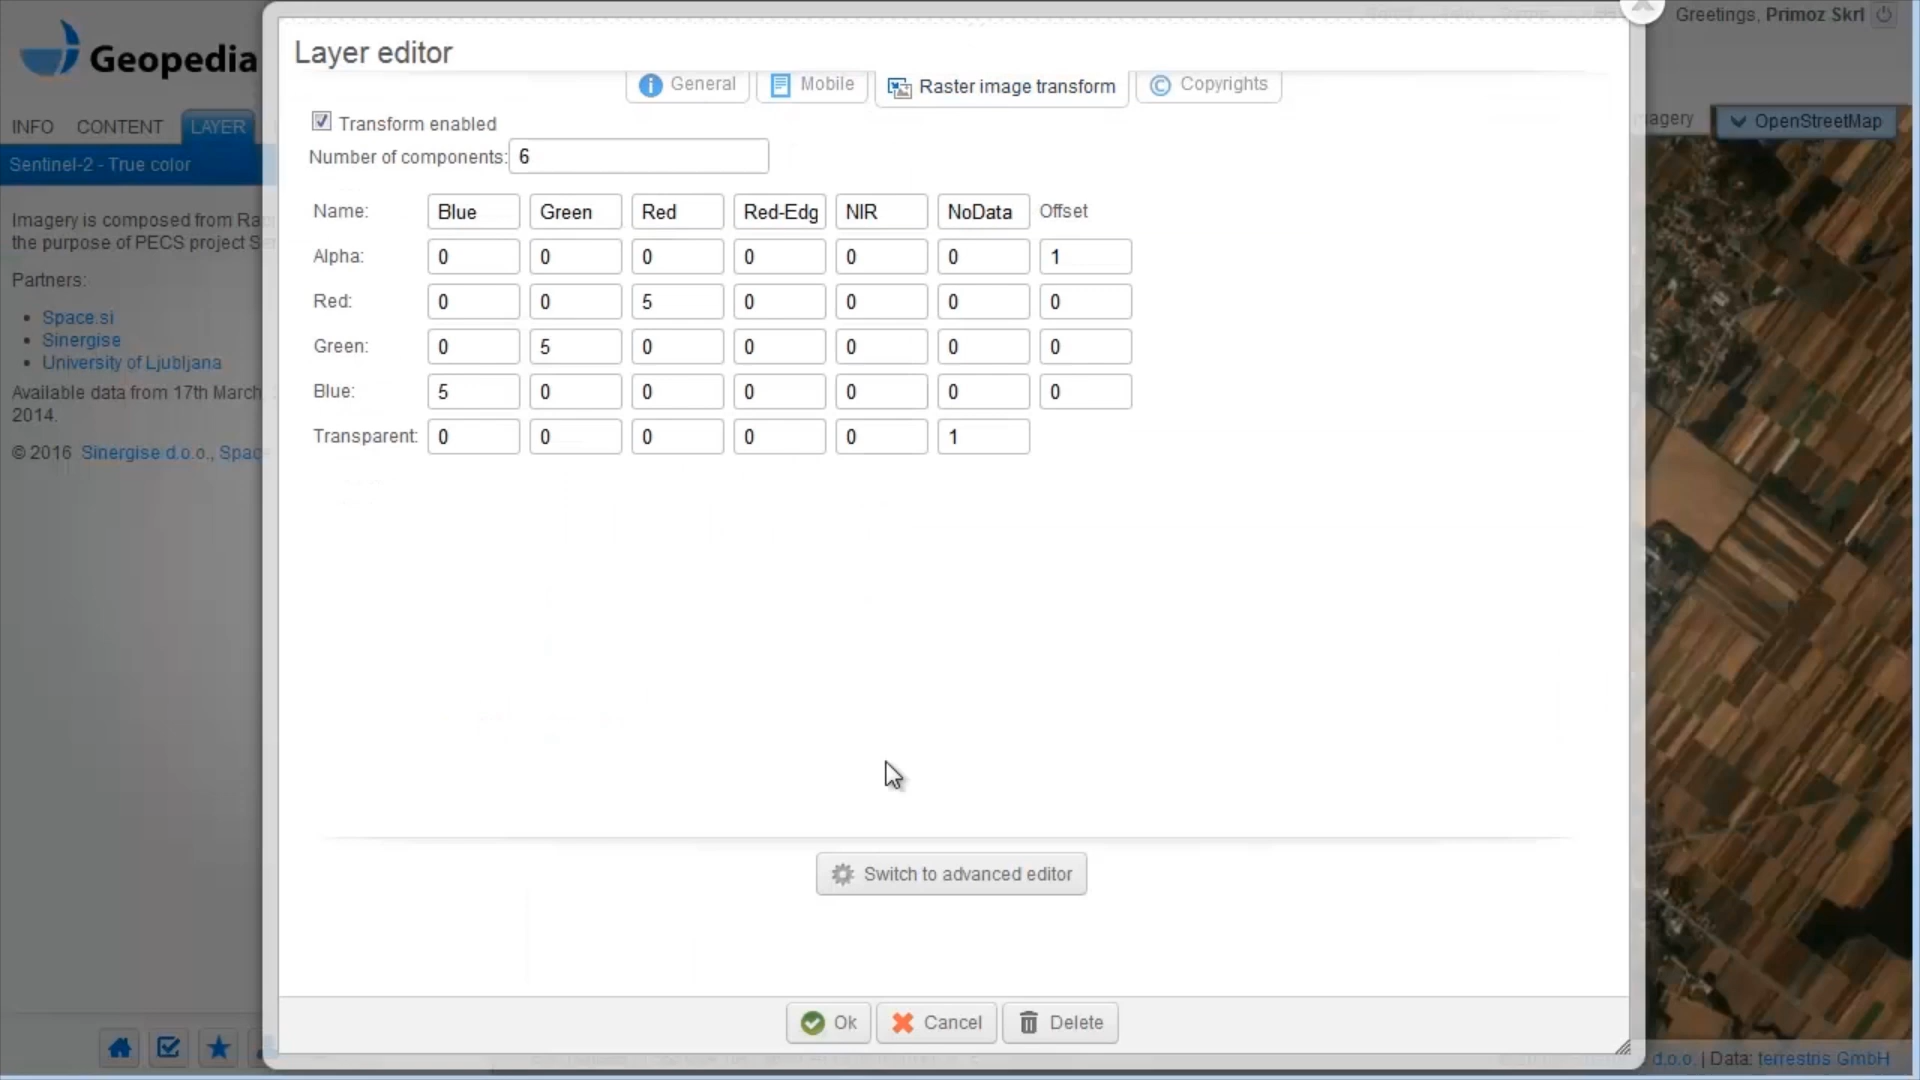 Geopedia
Greetings, Primoz Skrl
Layer editor
General
Mobile
Raster image transform
Copyrights
INFO
CONTENT
LAYER
OpenStreetMap
Sentinel-2 - True color
Transform enabled
Number of components: 6
Name: Blue Green Red Red-Edg NIR NoData Offset
Alpha: 0 0 0 0 0 0 1
Red: 0 0 5 0 0 0 0
Green: 0 5 0 0 0 0 0
Blue: 5 0 0 0 0 0 0
Transparent: 0 0 0 0 0 1
Imagery is composed from
the purpose of PECS project
Partners:
Space.si
Sinergise
University of Ljubljana
Available data from 17th March,
2014.
© 2016 Sinergise d.o.o., Spac
Switch to advanced editor
Ok
Cancel
Delete
d.o.o. | Data: terrestris GmbH